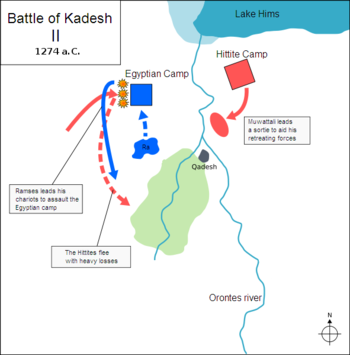 Battle of Kadesh
II
1274 a.C.
Lake Hims
Hittite Camp
Egyptian Camp
Muwattali leads
a sortie to aid his
retreating forces
Ra
Qadesh
Ramses leads his
chariots to assault the
Egyptian camp
The Hittites flee
with heavy losses
Orontes river
N